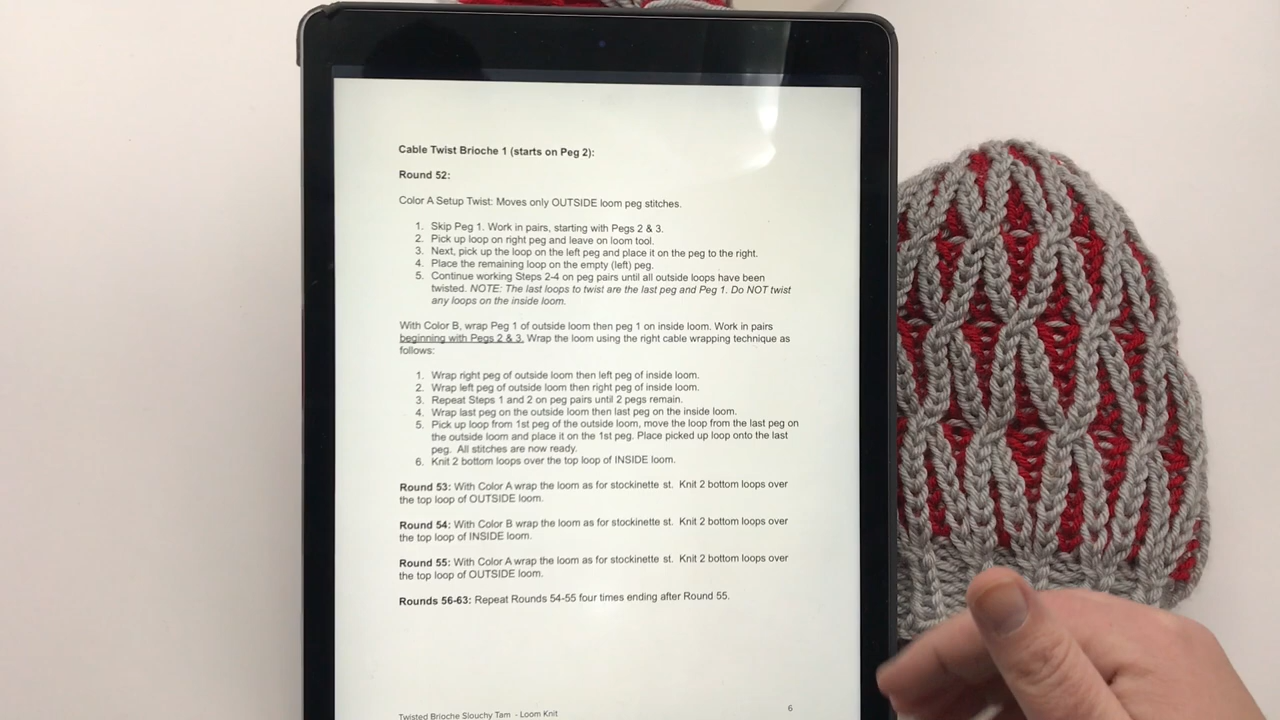 Cable Twist Brioche 1 (starts on Peg 2):
Round 52:
Color A Setup Twist: Moves only OUTSIDE loom peg stitches.
1. Skip Peg 1. Work in pairs, starting with Pegs 2 & 3.
2. Pick up loop on right peg and leave on loom tool.
3. Next, pick up the loop on the left peg and place it on the peg to the right.
4. Place the remaining loop on the empty (left) peg.
5. Continue working Steps 2-4 on peg pairs until all outside loops have been
twisted. NOTE: The last loops to twist are the last peg and Peg 1. Do NOT twist
any loops on the inside loom.
With Color B, wrap Peg 1 of outside loom then peg 1 on inside loom. Work in pairs
beginning with Pegs 2 & 3. Wrap the loom using the right cable wrapping technique as
follows:
1. Wrap right peg of outside loom then left peg of inside loom.
2. Wrap left peg of outside loom then right peg of inside loom.
3. Repeat Steps 1 and 2 on peg pairs until 2 pegs remain.
4. Wrap last peg on the outside loom then last peg on the inside loom.
5. Pick up loop from 1st peg of the outside loom, move the loop from the last peg on
the outside loom and place it on the 1st peg. Place picked up loop onto the last
peg. All stitches are now ready.
6. Knit 2 bottom loops over the top loop of INSIDE loom.
Round 53: With Color A wrap the loom as for stockinette st. Knit 2 bottom loops over
the top loop of OUTSIDE loom.
Round 54: With Color B wrap the loom as for stockinette st. Knit 2 bottom loops over
the top loop of INSIDE loom.
Round 55: With Color A wrap the loom as for stockinette st. Knit 2 bottom loops over
the top loop of OUTSIDE loom.
Rounds 56-63: Repeat Rounds 54-55 four times ending after Round 55.
6
Twisted Brioche Slouchy Tam - Loom Knit